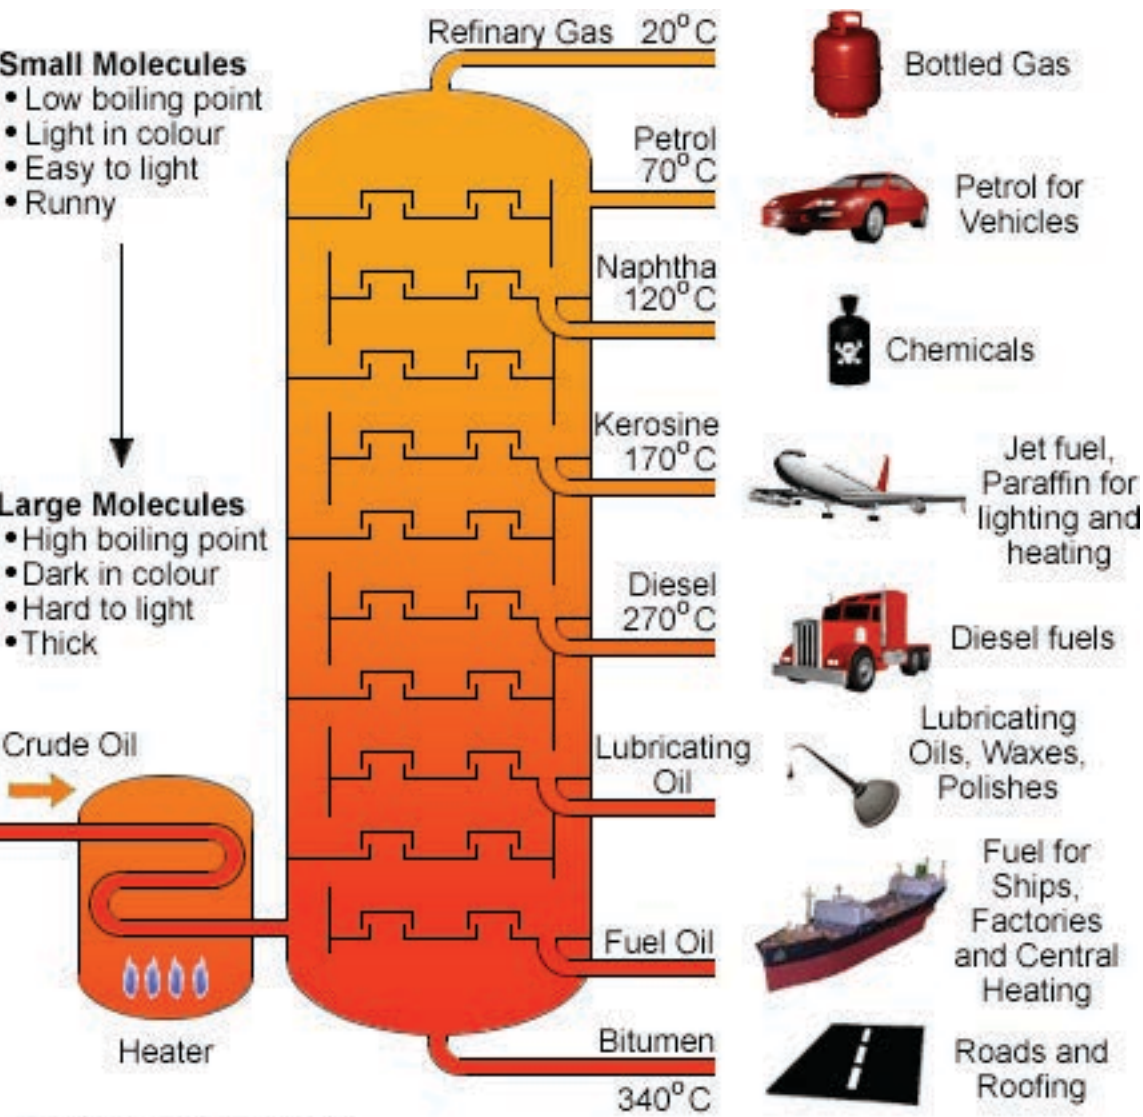 Refinary Gas 20°C
Small Molecules
• Low boiling point
• Light in colour
• Easy to light
• Runny
Large Molecules
• High boiling point
• Dark in colour
• Hard to light
• Thick
Crude Oil
Heater
Petrol
70°C
Naphtha
120°C
Kerosine
170°C
Diesel
270°C
Lubricating
Oil
Fuel Oil
Bitumen
340°C
Bottled Gas
Petrol for
Vehicles
Chemicals
Jet fuel,
Paraffin for
lighting and
heating
Diesel fuels
Lubricating
Oils, Waxes,
Polishes
Fuel for
Ships,
Factories
and Central
Heating
Roads and
Roofing